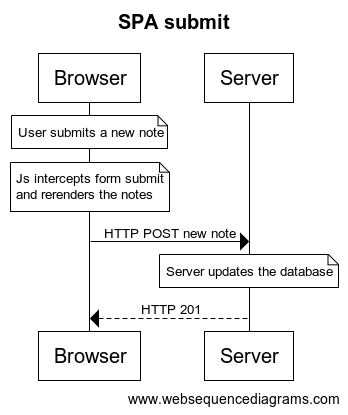 SPA submit
Browser
Server
User submits a new note
Js intercepts form submit
and rerenders the notes
HTTP POST new note
Server updates the database
HTTP 201
Browser
Server
www.websequencediagrams.com